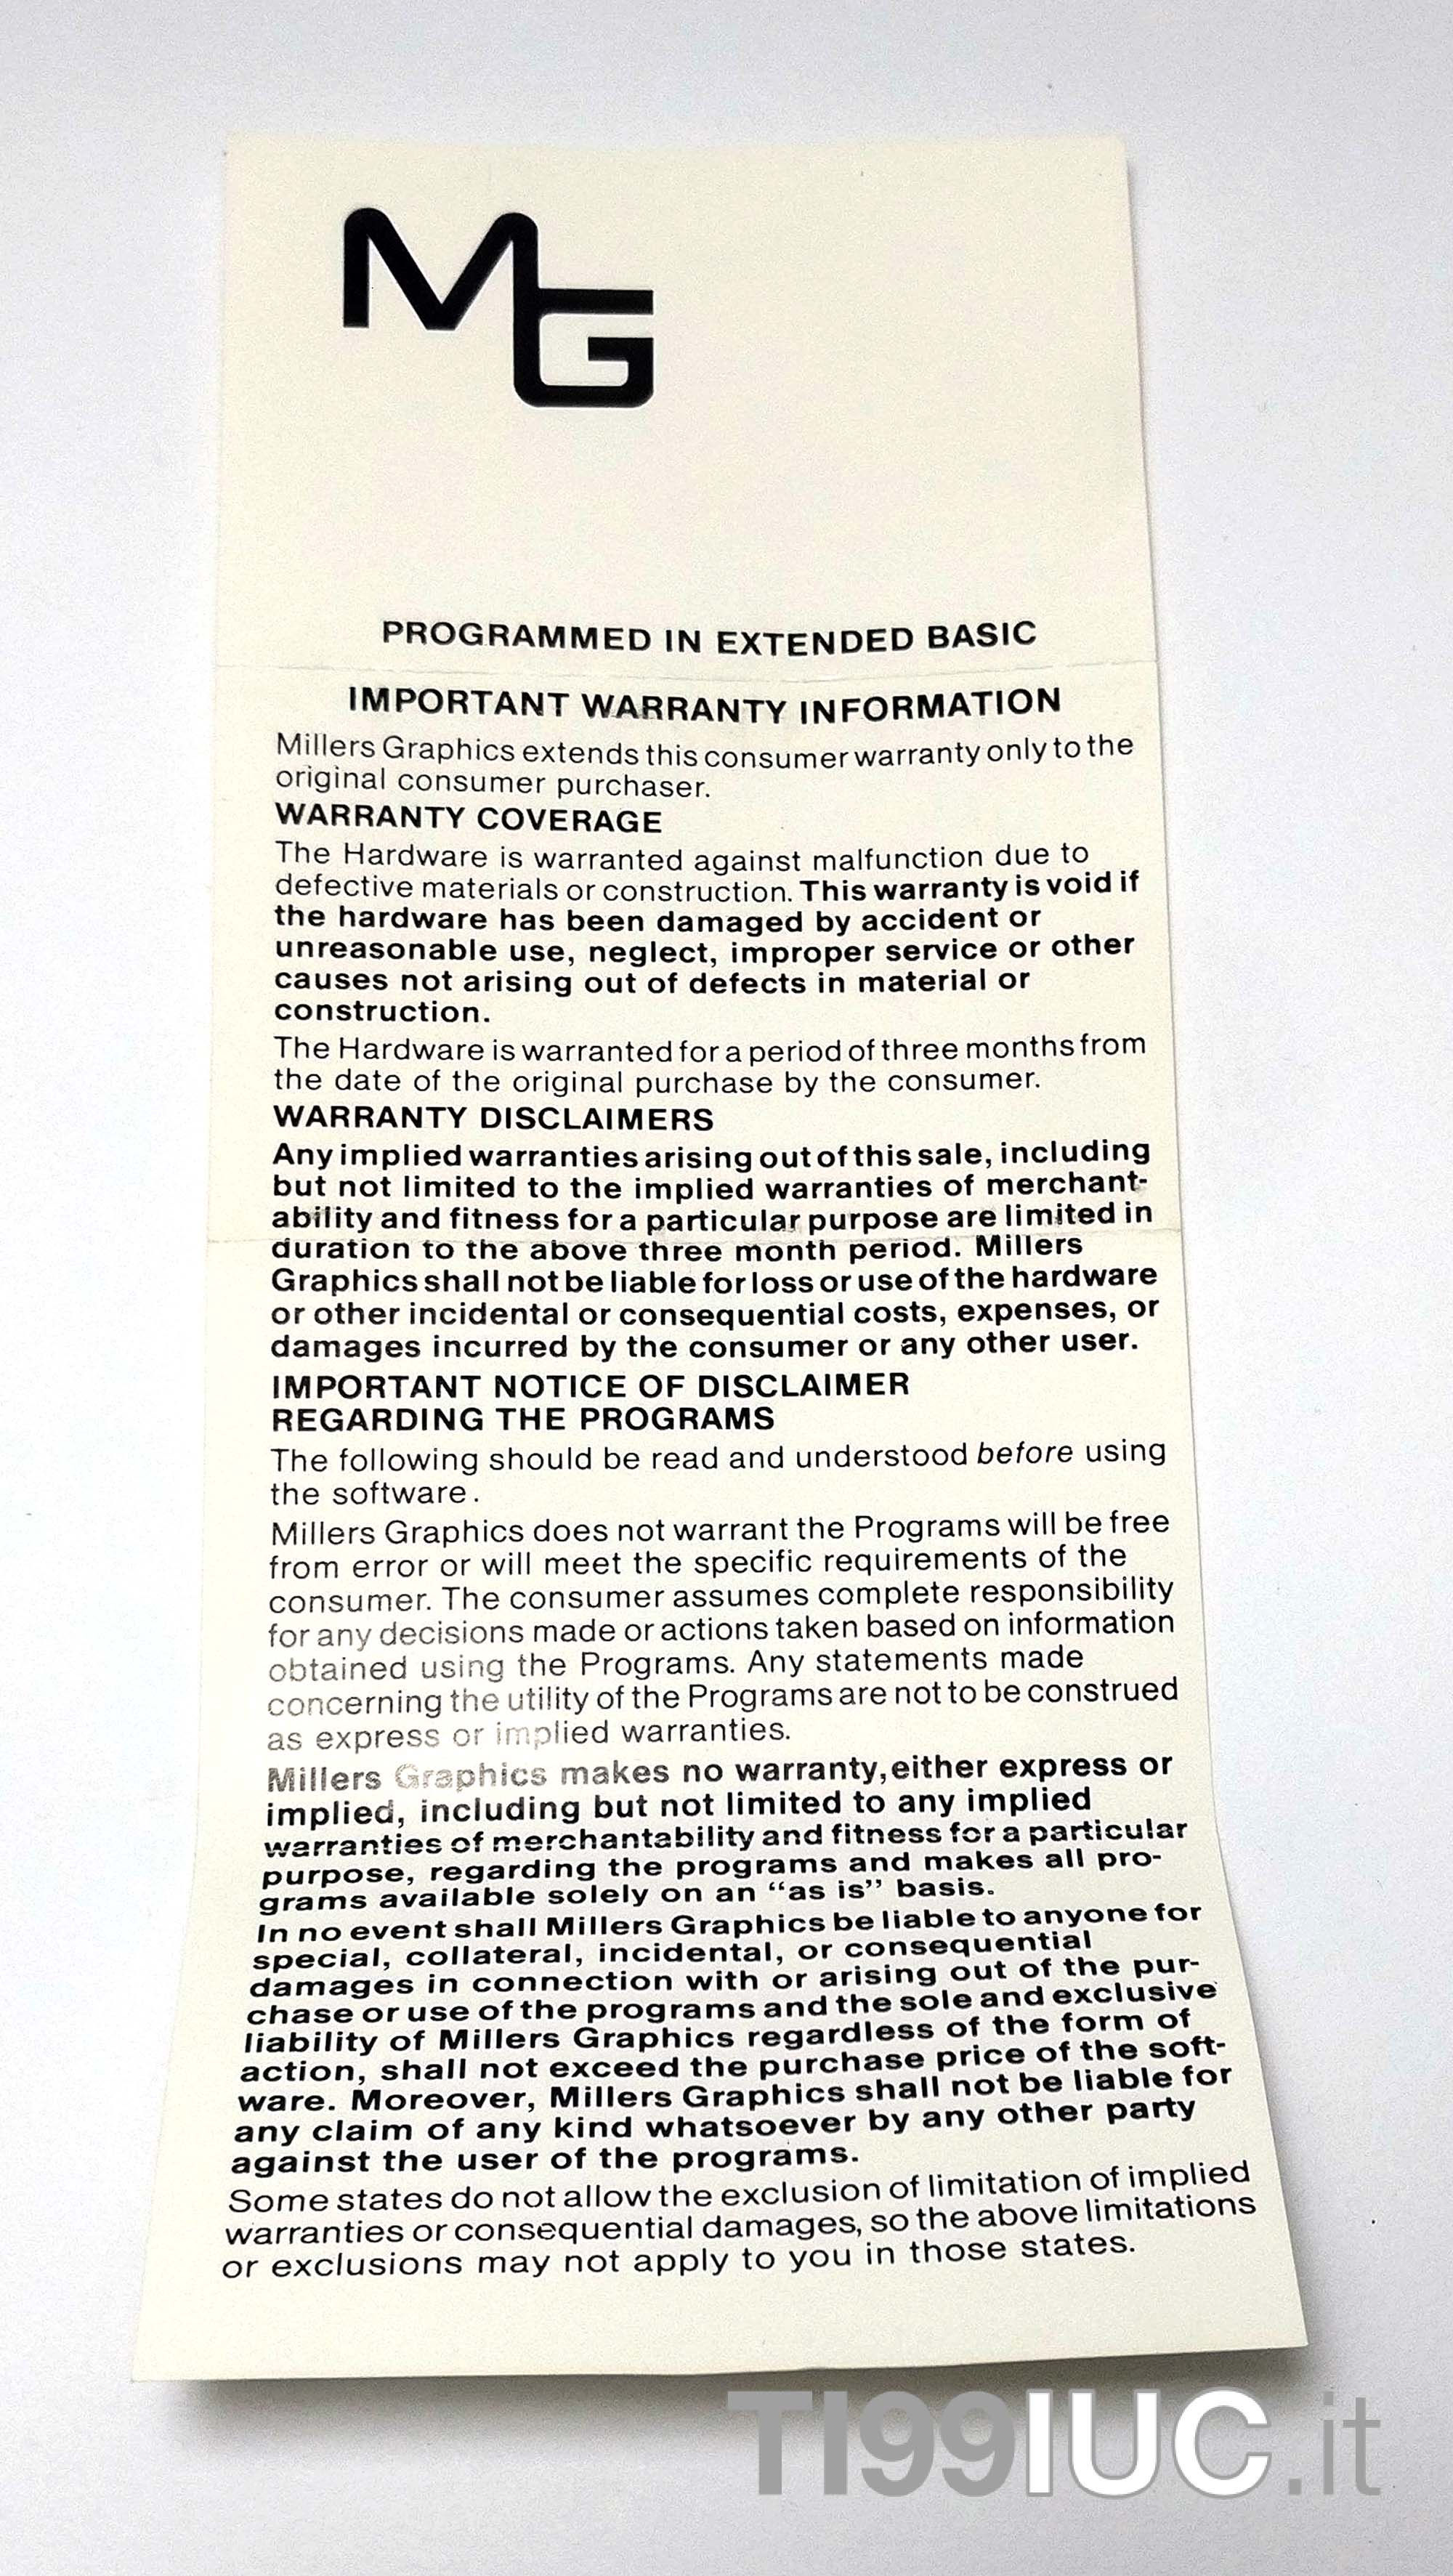 MG
PROGRAMMED IN EXTENDED BASIC
IMPORTANT WARRANTY INFORMATION
Millers Graphics extends this consumer warranty only to the
original consumer purchaser.
WARRANTY COVERAGE
The Hardware is warranted against malfunction due to
defective materials or construction. This warranty is void if
the hardware has been damaged by accident or
unreasonable use, neglect, improper service or other
causes not arising out of defects in material or
construction.
The Hardware is warranted for a period of three months from
the date of the original purchase by the consumer.
WARRANTY DISCLAIMERS
Any implied warranties arising out of this sale, including
but not limited to the implied warranties of merchant-
ability and fitness for a particular purpose are limited in
duration to the above three month period. Millers
Graphics shall not be liable for loss or use of the hardware
or other incidental or consequential costs, expenses, or
damages incurred by the consumer or any other user.
IMPORTANT NOTICE OF DISCLAIMER
REGARDING THE PROGRAMS
The following should be read and understood before using
the software.
Millers Graphics does not warrant the Programs will be free
from error or will meet the specific requirements of the
consumer. The consumer assumes complete responsibility
for any decisions made or actions taken based on information
obtained using the Programs. Any statements made
concerning the utility of the Programs are not to be construed
as express or implied warranties.
Millers Graphics makes no warranty, either express or
implied, including but not limited to any implied
warranties of merchantability and fitness for a particular
purpose, regarding the programs and makes all pro-
grams available solely on an “as is” basis.
In no event shall Millers Graphics be liable to anyone for
special, collateral, incidental, or consequential
damages in connection with or arising out of the pur-
chase or use of the programs and the sole and exclusive
liability of Millers Graphics regardless of the form of
action, shall not exceed the purchase price of the soft-
ware. Moreover, Millers Graphics shall not be liable for
any claim of any kind whatsoever by any other party
against the user of the programs.
Some states do not allow the exclusion of limitation of implied
warranties or consequential damages, so the above limitations
or exclusions may not apply to you in those states.
TI99IUC.it